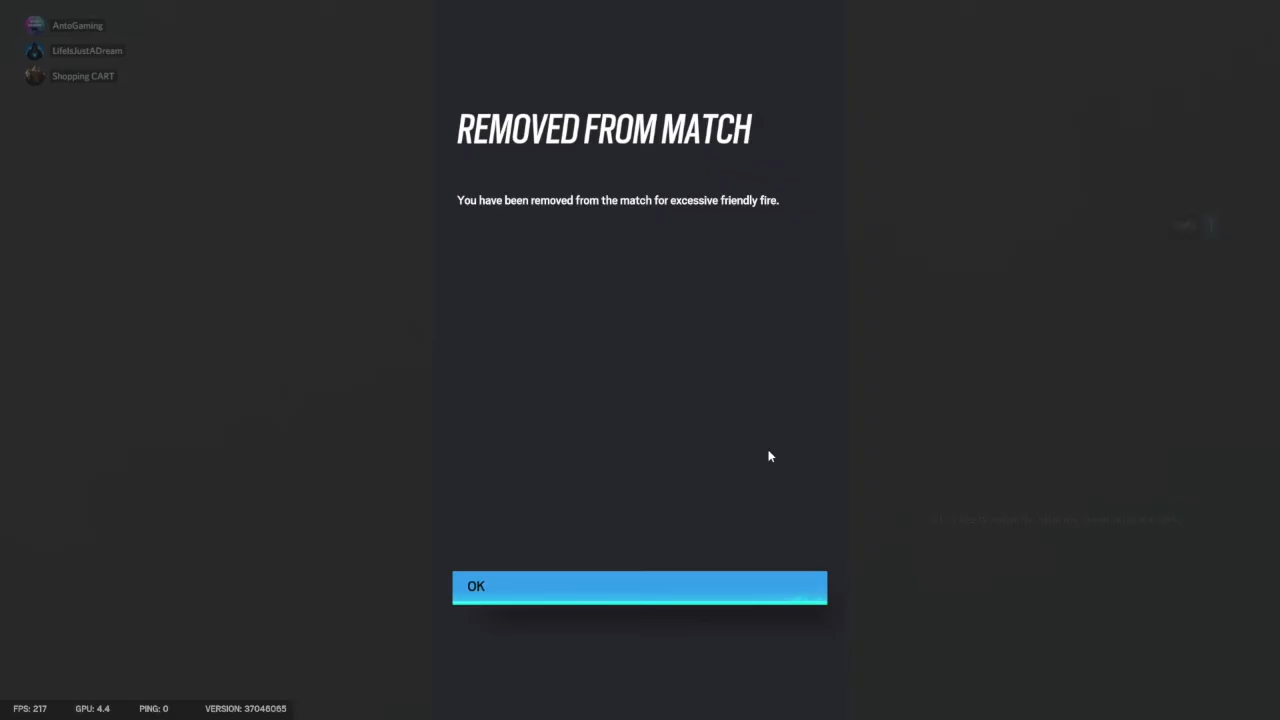 AntoGaming
LifeIsJustADream
Shopping CART
REMOVED FROM MATCH
You have been removed from the match for excessive friendly fire.
OK
FPS: 217 GPU: 4.4 PING: 0 VERSION: 37046065